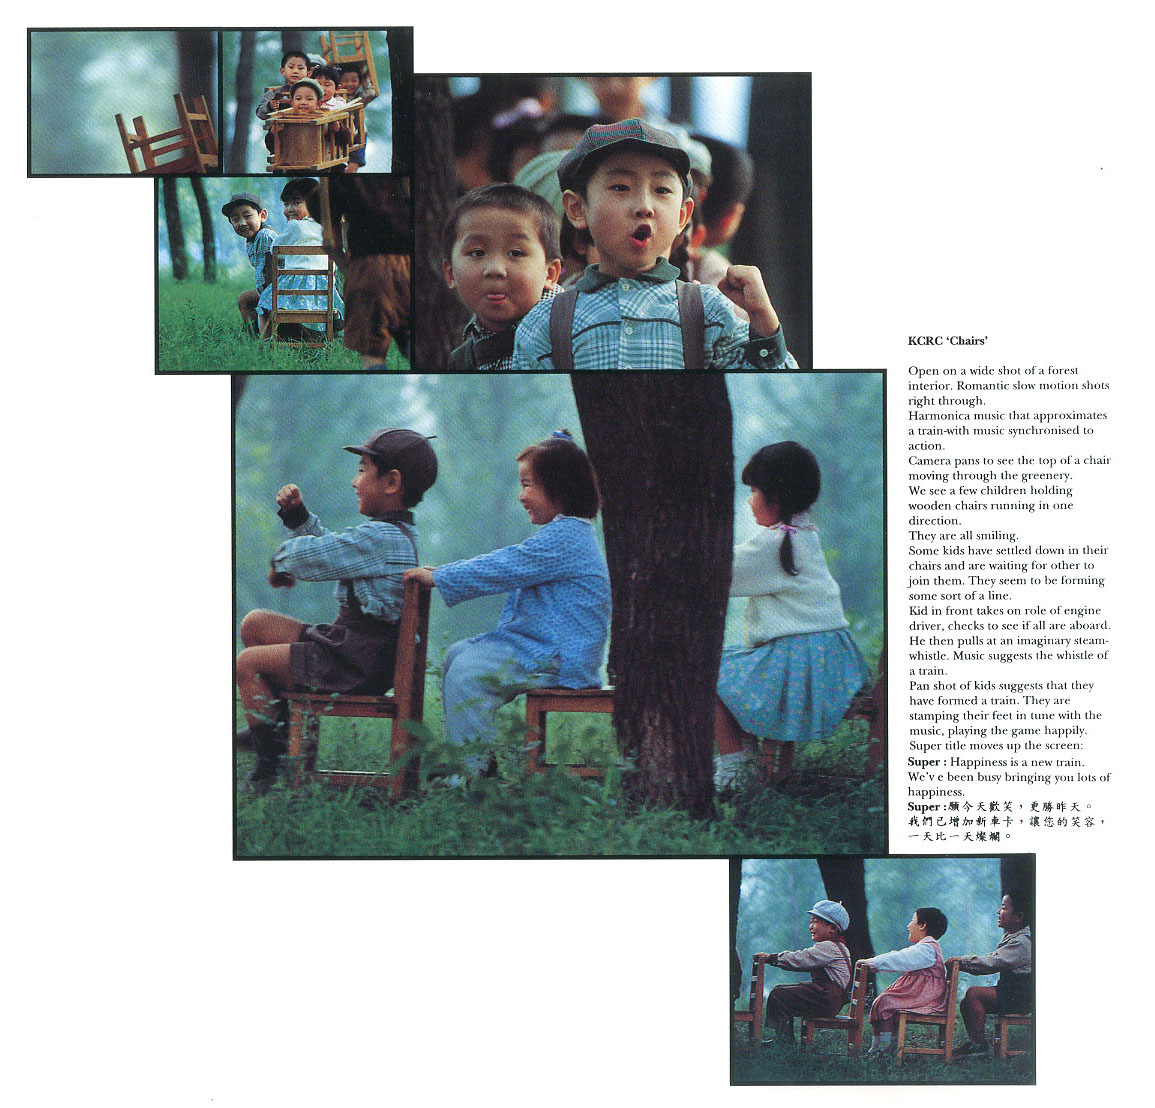 KCRC ‘Chairs’
Open on a wide shot of a forest
interior. Romantic slow motion shots
right through.
Harmonica music that approximates
a train-with music synchronised to
action.
Camera pans to see the top of a chair
moving through the greenery.
We see a few children holding
wooden chairs running in one
direction.
They are all smiling.
Some kids have settled down in their
chairs and are waiting for other to
join them. They seem to be forming
some sort of a line.
Kid in front takes on role of engine
driver, checks to see if all are aboard.
He then pulls at an imaginary steam-
whistle. Music suggests the whistle of
a train.
Pan shot of kids suggests that they
have formed a train. They are
stamping their feet in tune with the
music, playing the game happily.
Super title moves up the screen:
Super : Happiness is a new train.
We'v e been busy bringing you lots of
happiness.
Super :願今天歡笑，更勝昨天。
我們已增加新車卡，讓您的笑容，
一天比一天燦爛。